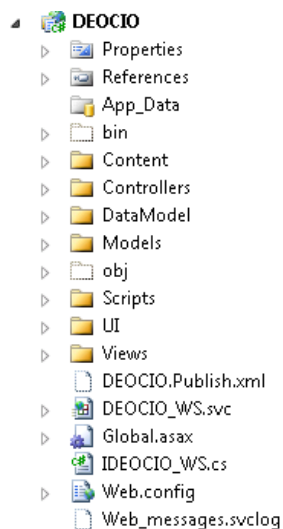 DEOCIO
Properties
References
App_Data
bin
Content
Controllers
DataModel
Models
obj
Scripts
UI
Views
DEOCIO.Publish.xml
DEOCIO_WS.svc
Global.asax
IDEOCIO_WS.cs
Web.config
Web_messages.svclog